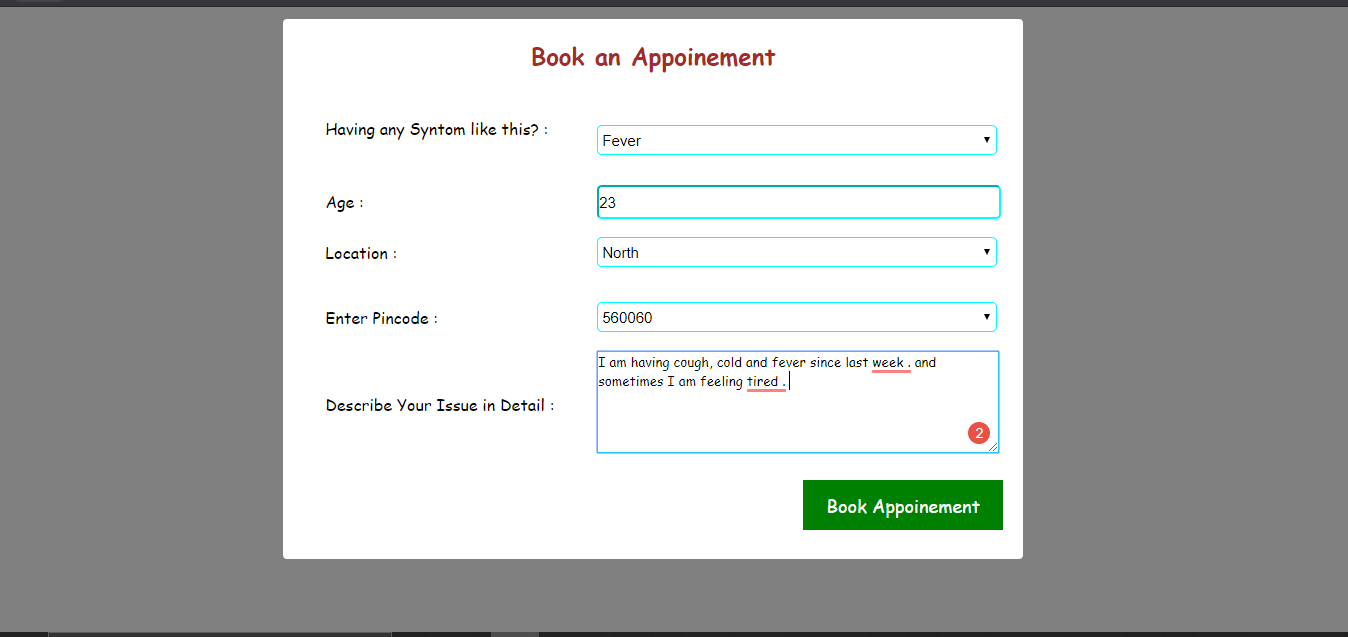 Book an Appoinement
Having any Syntom like this? :
Fever
Age :
23
Location :
North
Enter Pincode :
560060
Describe Your Issue in Detail :
I am having cough, cold and fever since last week . and
sometimes I am feeling tired .
2
Book Appoinement